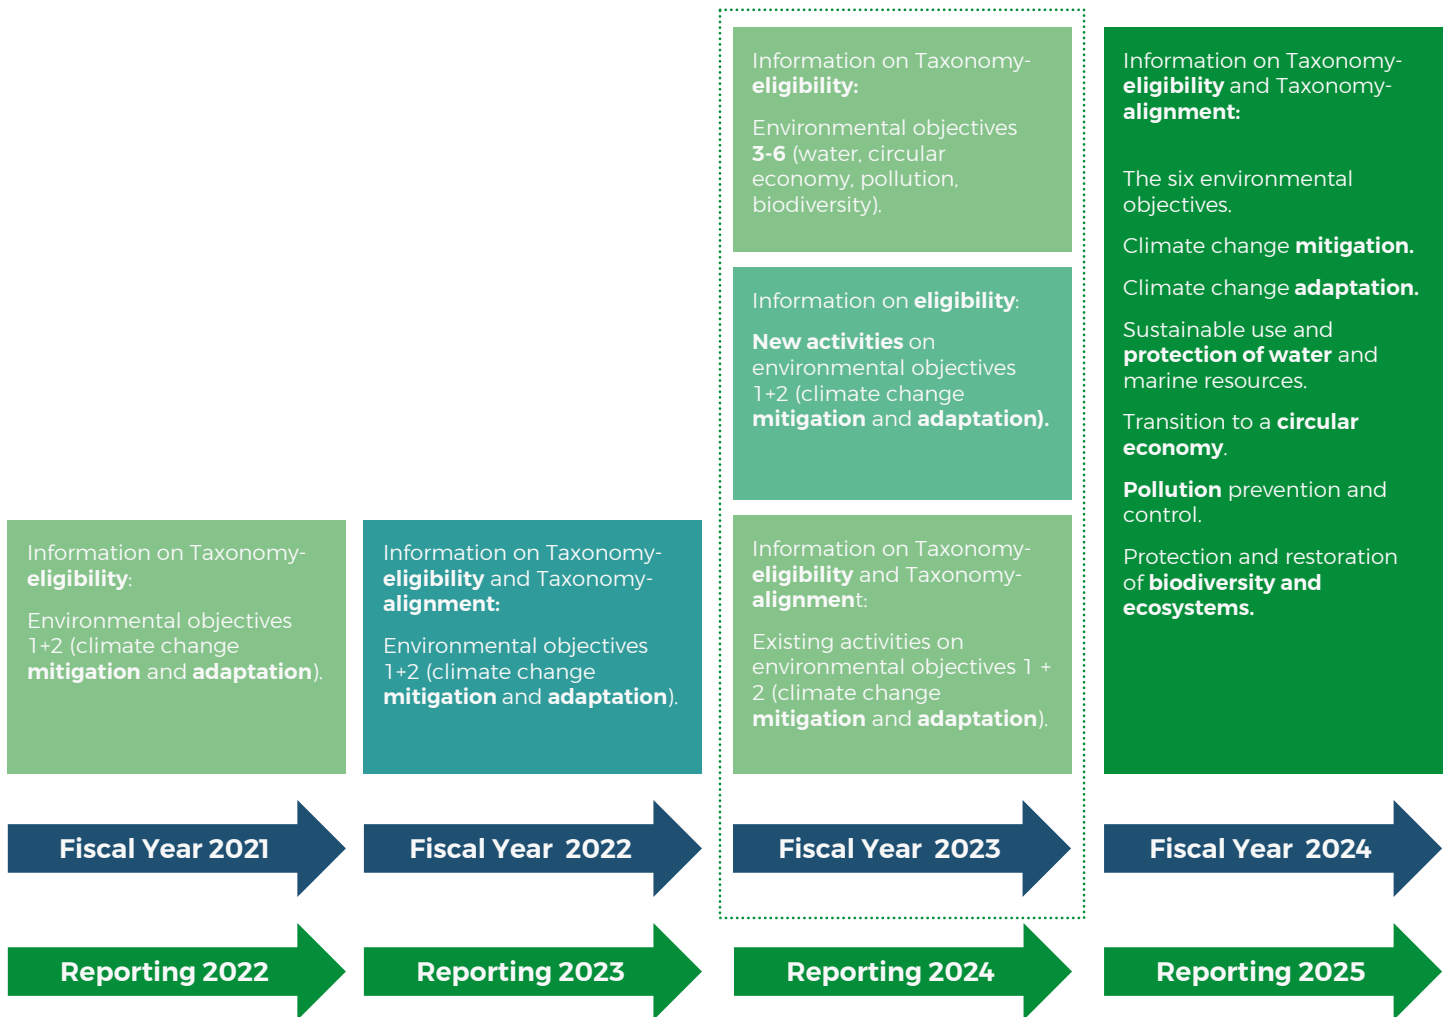 Information on Taxonomy-
eligibility:
Environmental objectives
1+2 (climate change
mitigation and adaptation).
Information on Taxonomy-
eligibility and Taxonomy-
alignment:
Environmental objectives
1+2 (climate change
mitigation and adaptation).
Information on Taxonomy-
eligibility:
Environmental objectives
3-6 (water, circular
economy, pollution,
biodiversity).
Information on eligibility:
New activities on
environmental objectives
1+2 (climate change
mitigation and adaptation).
Information on Taxonomy-
eligibility and Taxonomy-
alignment:
Existing activities on
environmental objectives 1 +
2 (climate change
mitigation and adaptation).
Information on Taxonomy-
eligibility and Taxonomy-
alignment:
The six environmental
objectives.
Climate change mitigation.
Climate change adaptation.
Sustainable use and
protection of water and
marine resources.
Transition to a circular
economy.
Pollution prevention and
control.
Protection and restoration
of biodiversity and
ecosystems.
Fiscal Year 2021
Fiscal Year 2022
Fiscal Year 2023
Fiscal Year 2024
Reporting 2022
Reporting 2023
Reporting 2024
Reporting 2025